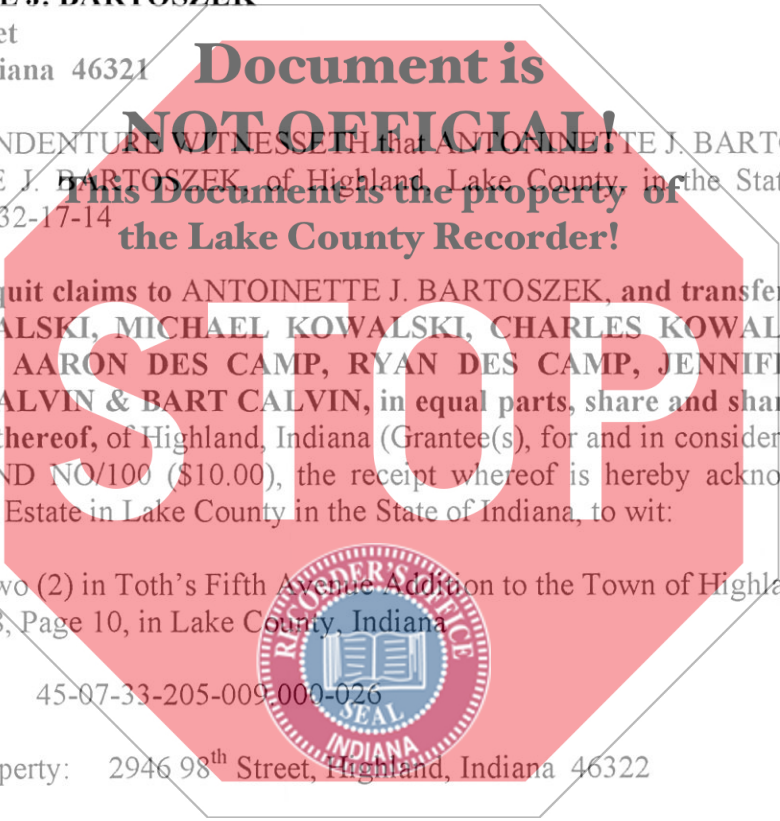 E J. BARTOSZEK
et
iana 46321
Document is
NOT OFFICIAL!
NDENTURE WITNESSETH that ANTONINETTE J. BART
E J. BARTOSZEK, of Highland, Lake County, in the Stat
This Document is the property of
32-17-14
the Lake County Recorder!
quit claims to ANTOINETTE J. BARTOSZEK, and transfe
ALSKI, MICHAEL KOWALSKI, CHARLES KOWAL
AARON DES CAMP, RYAN DES CAMP, JENNIF
ALVIN & BART CALVIN, in equal parts, share and shar
thereof, of Highland, Indiana (Grantee(s), for and in consider
ND NO/100 ($10.00), the receipt whereof is hereby ackno
Estate in Lake County in the State of Indiana, to wit:
STOP
wo (2) in Toth's Fifth Avenue Addition to the Town of Highla
, Page 10, in Lake County, Indiana
45-07-33-205-009.000-026
RECORDER'S OFFICE
SEAL
INDIANA
perty: 2946 98th Street, Highland, Indiana 46322